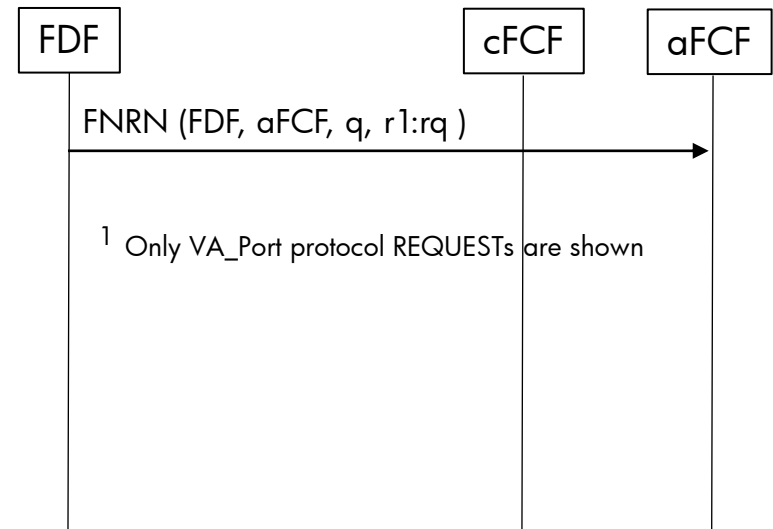 FDF
cFCF
aFCF
FNRN (FDF, aFCF, q, r1:rq )
1 Only VA_Port protocol REQUESTs are shown